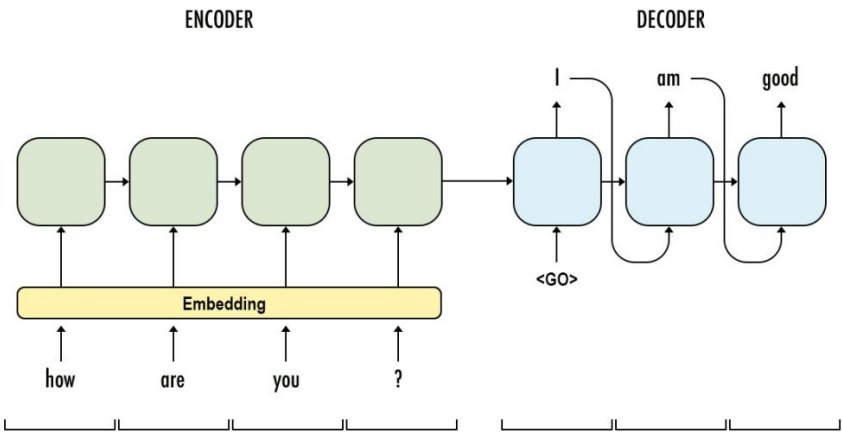 ENCODER DECODER
I am good
<GO>
Embedding
how are you ?